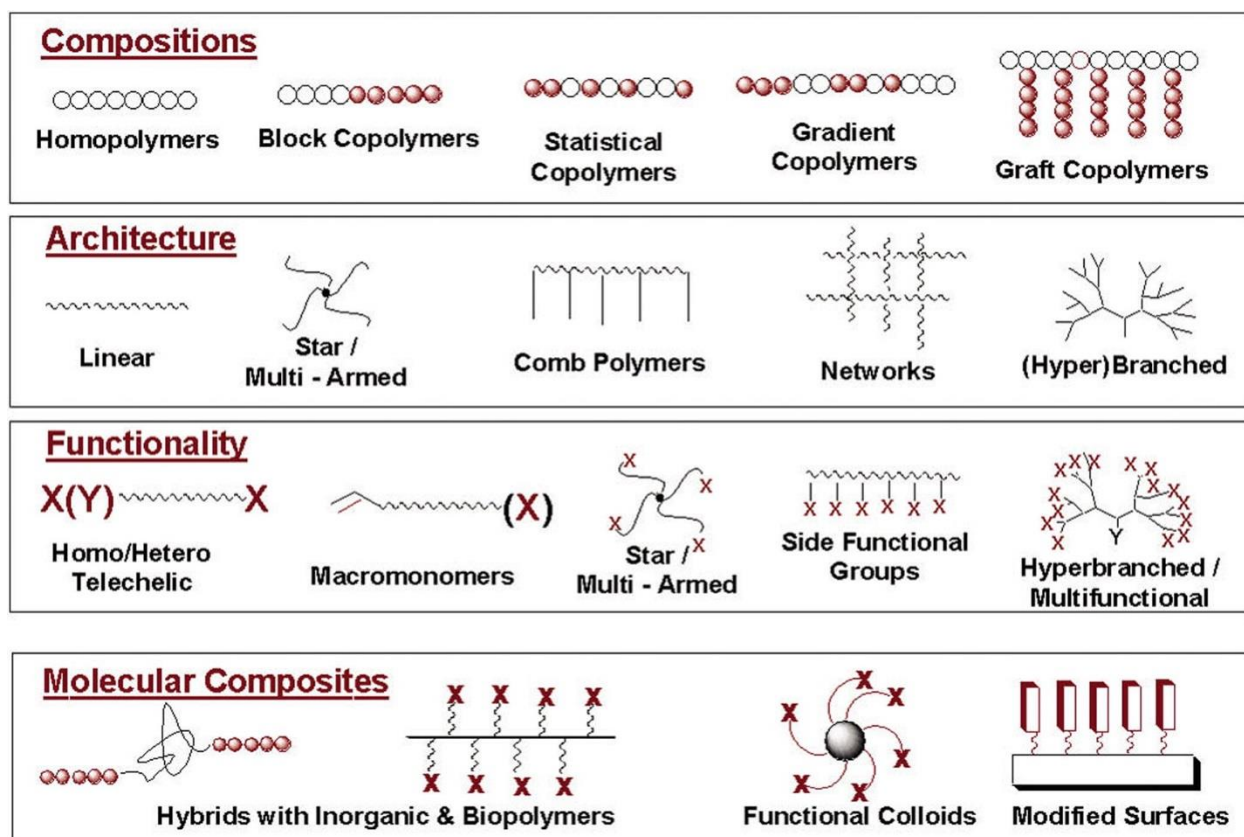 Compositions
Homopolymers
Block Copolymers
Statistical
Copolymers
Gradient
Copolymers
Graft Copolymers
Architecture
Linear
Star /
Multi - Armed
Comb Polymers
Networks
(Hyper)Branched
Functionality
X(Y) X
Homo/Hetero
Telechelic
(X)
Macromonomers
X
X
X
X
Star /
Multi - Armed
X X X X X X
Side Functional
Groups
X X X X X X X X X X X X X X X X
Y
Hyperbranched /
Multifunctional
Molecular Composites
X X X X
X X X X
Hybrids with Inorganic & Biopolymers
X X X X X X
Functional Colloids
Modified Surfaces